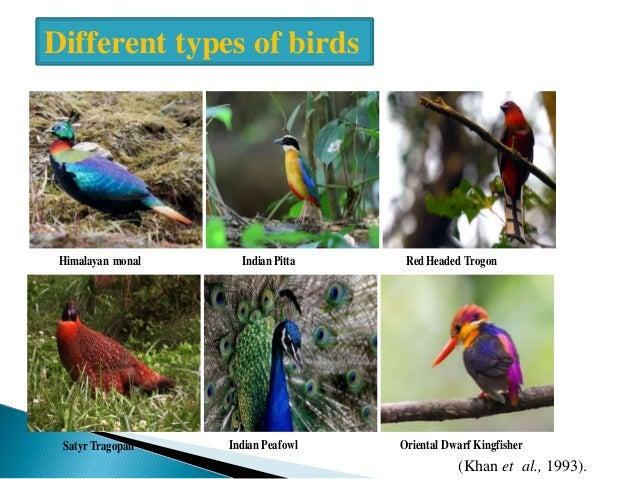 Different types of birds
Himalayan monal
Indian Pitta
Red Headed Trogon
Satyr Tragopan
Indian Peafowl
Oriental Dwarf Kingfisher
(Khan et al., 1993).